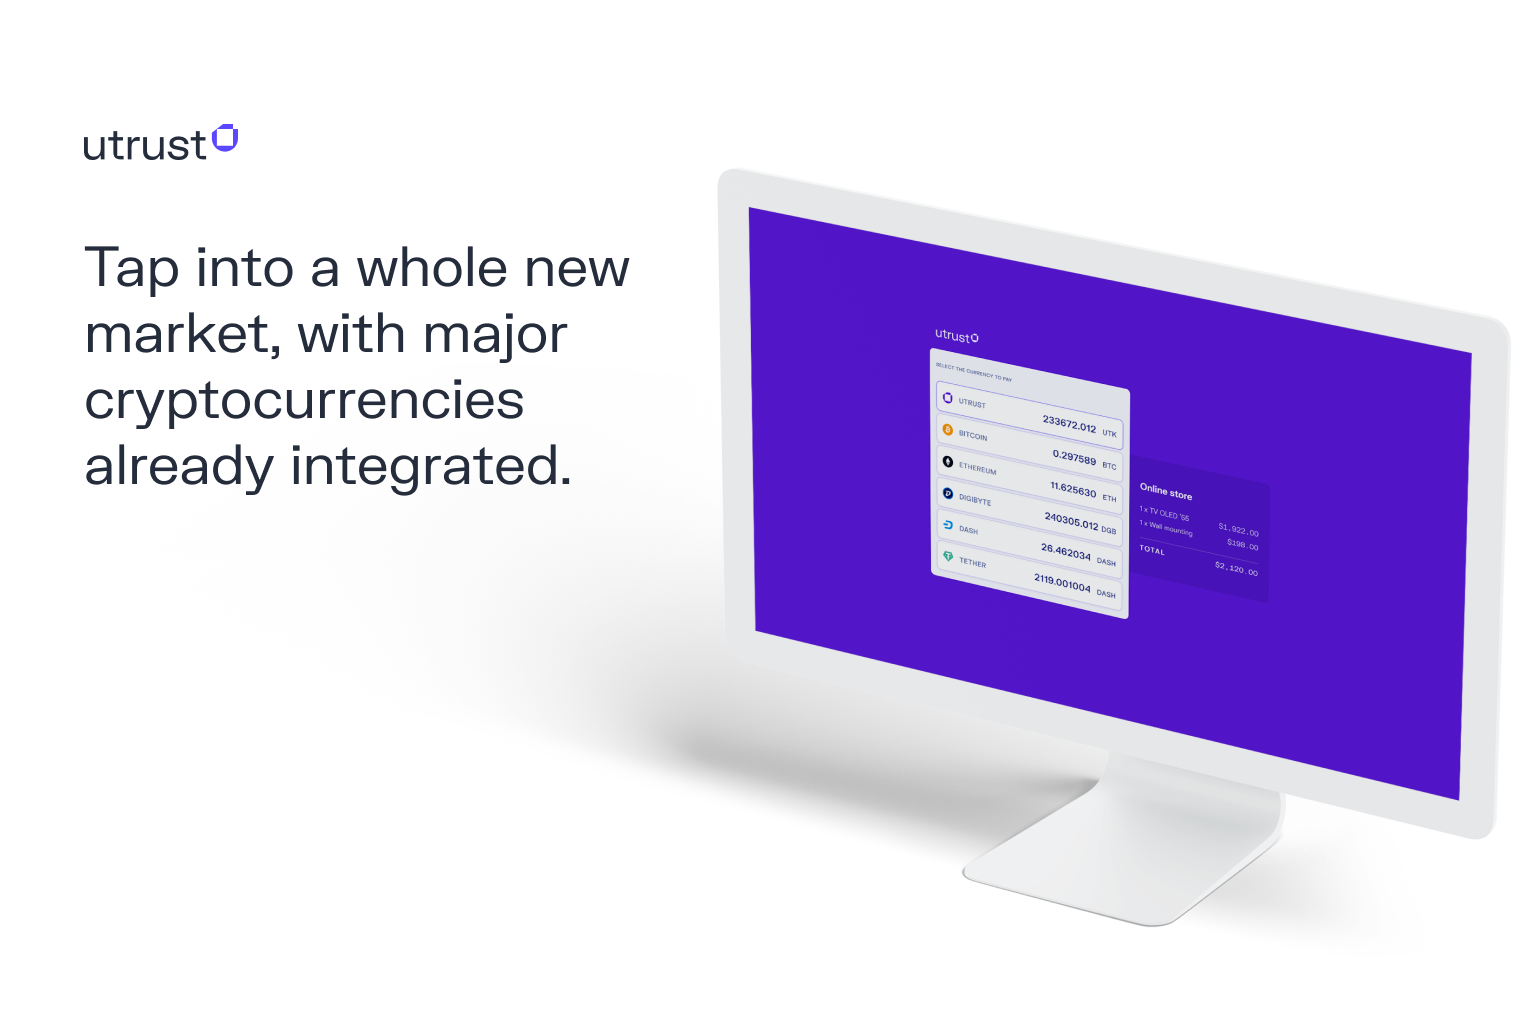 utrust
Tap into a whole new
market, with major
cryptocurrencies
already integrated.
utrust
SELECT THE CURRENCY TO PAY
UTRUST 233672.012 UTK
BITCOIN 0.297589 BTC
ETHEREUM 11.625630 ETH
DIGIBYTE 240305.012 DGB
DASH 26.462034 DASH
TETHER 2119.001004 DASH
Online store
1 x TV OLED '55 $1,922.00
1 x Wall mounting $198.00
TOTAL $2,120.00